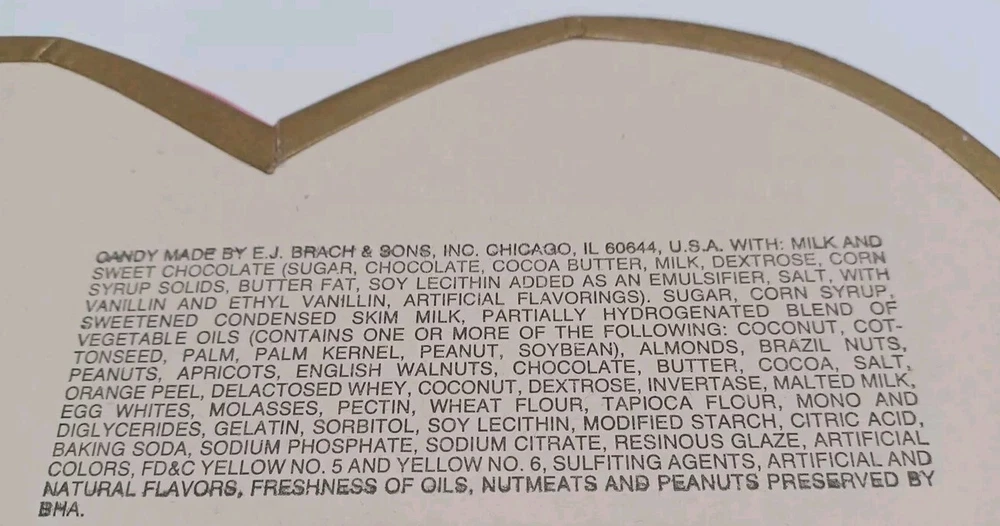 CANDY MADE BY E.J. BRACH & SONS, INC. CHICAGO, IL 60644, U.S.A. WITH: MILK AND
SWEET CHOCOLATE (SUGAR, CHOCOLATE, COCOA BUTTER, MILK, DEXTROSE, CORN
SYRUP SOLIDS, BUTTER FAT, SOY LECITHIN ADDED AS AN EMULSIFIER, SALT, WITH
VANILLIN AND ETHYL VANILLIN, ARTIFICIAL FLAVORINGS). SUGAR, CORN SYRUP,
SWEETENED CONDENSED SKIM MILK, PARTIALLY HYDROGENATED BLEND OF
VEGETABLE OILS (CONTAINS ONE OR MORE OF THE FOLLOWING: COCONUT, COT-
TONSEED, PALM, PALM KERNEL, PEANUT, SOYBEAN), ALMONDS, BRAZIL NUTS,
PEANUTS, APRICOTS, ENGLISH WALNUTS, CHOCOLATE, BUTTER, COCOA, SALT,
ORANGE PEEL, DELACTOSED WHEY, COCONUT, DEXTROSE, INVERTASE, MALTED MILK,
EGG WHITES, MOLASSES, PECTIN, WHEAT FLOUR, TAPIOCA FLOUR, MONO AND
DIGLYCERIDES, GELATIN, SORBITOL, SOY LECITHIN, MODIFIED STARCH, CITRIC ACID,
BAKING SODA, SODIUM PHOSPHATE, SODIUM CITRATE, RESINOUS GLAZE, ARTIFICIAL
COLORS, FD&C YELLOW NO. 5 AND YELLOW NO. 6, SULFITING AGENTS, ARTIFICIAL AND
NATURAL FLAVORS, FRESHNESS OF OILS, NUTMEATS AND PEANUTS PRESERVED BY
BHA.